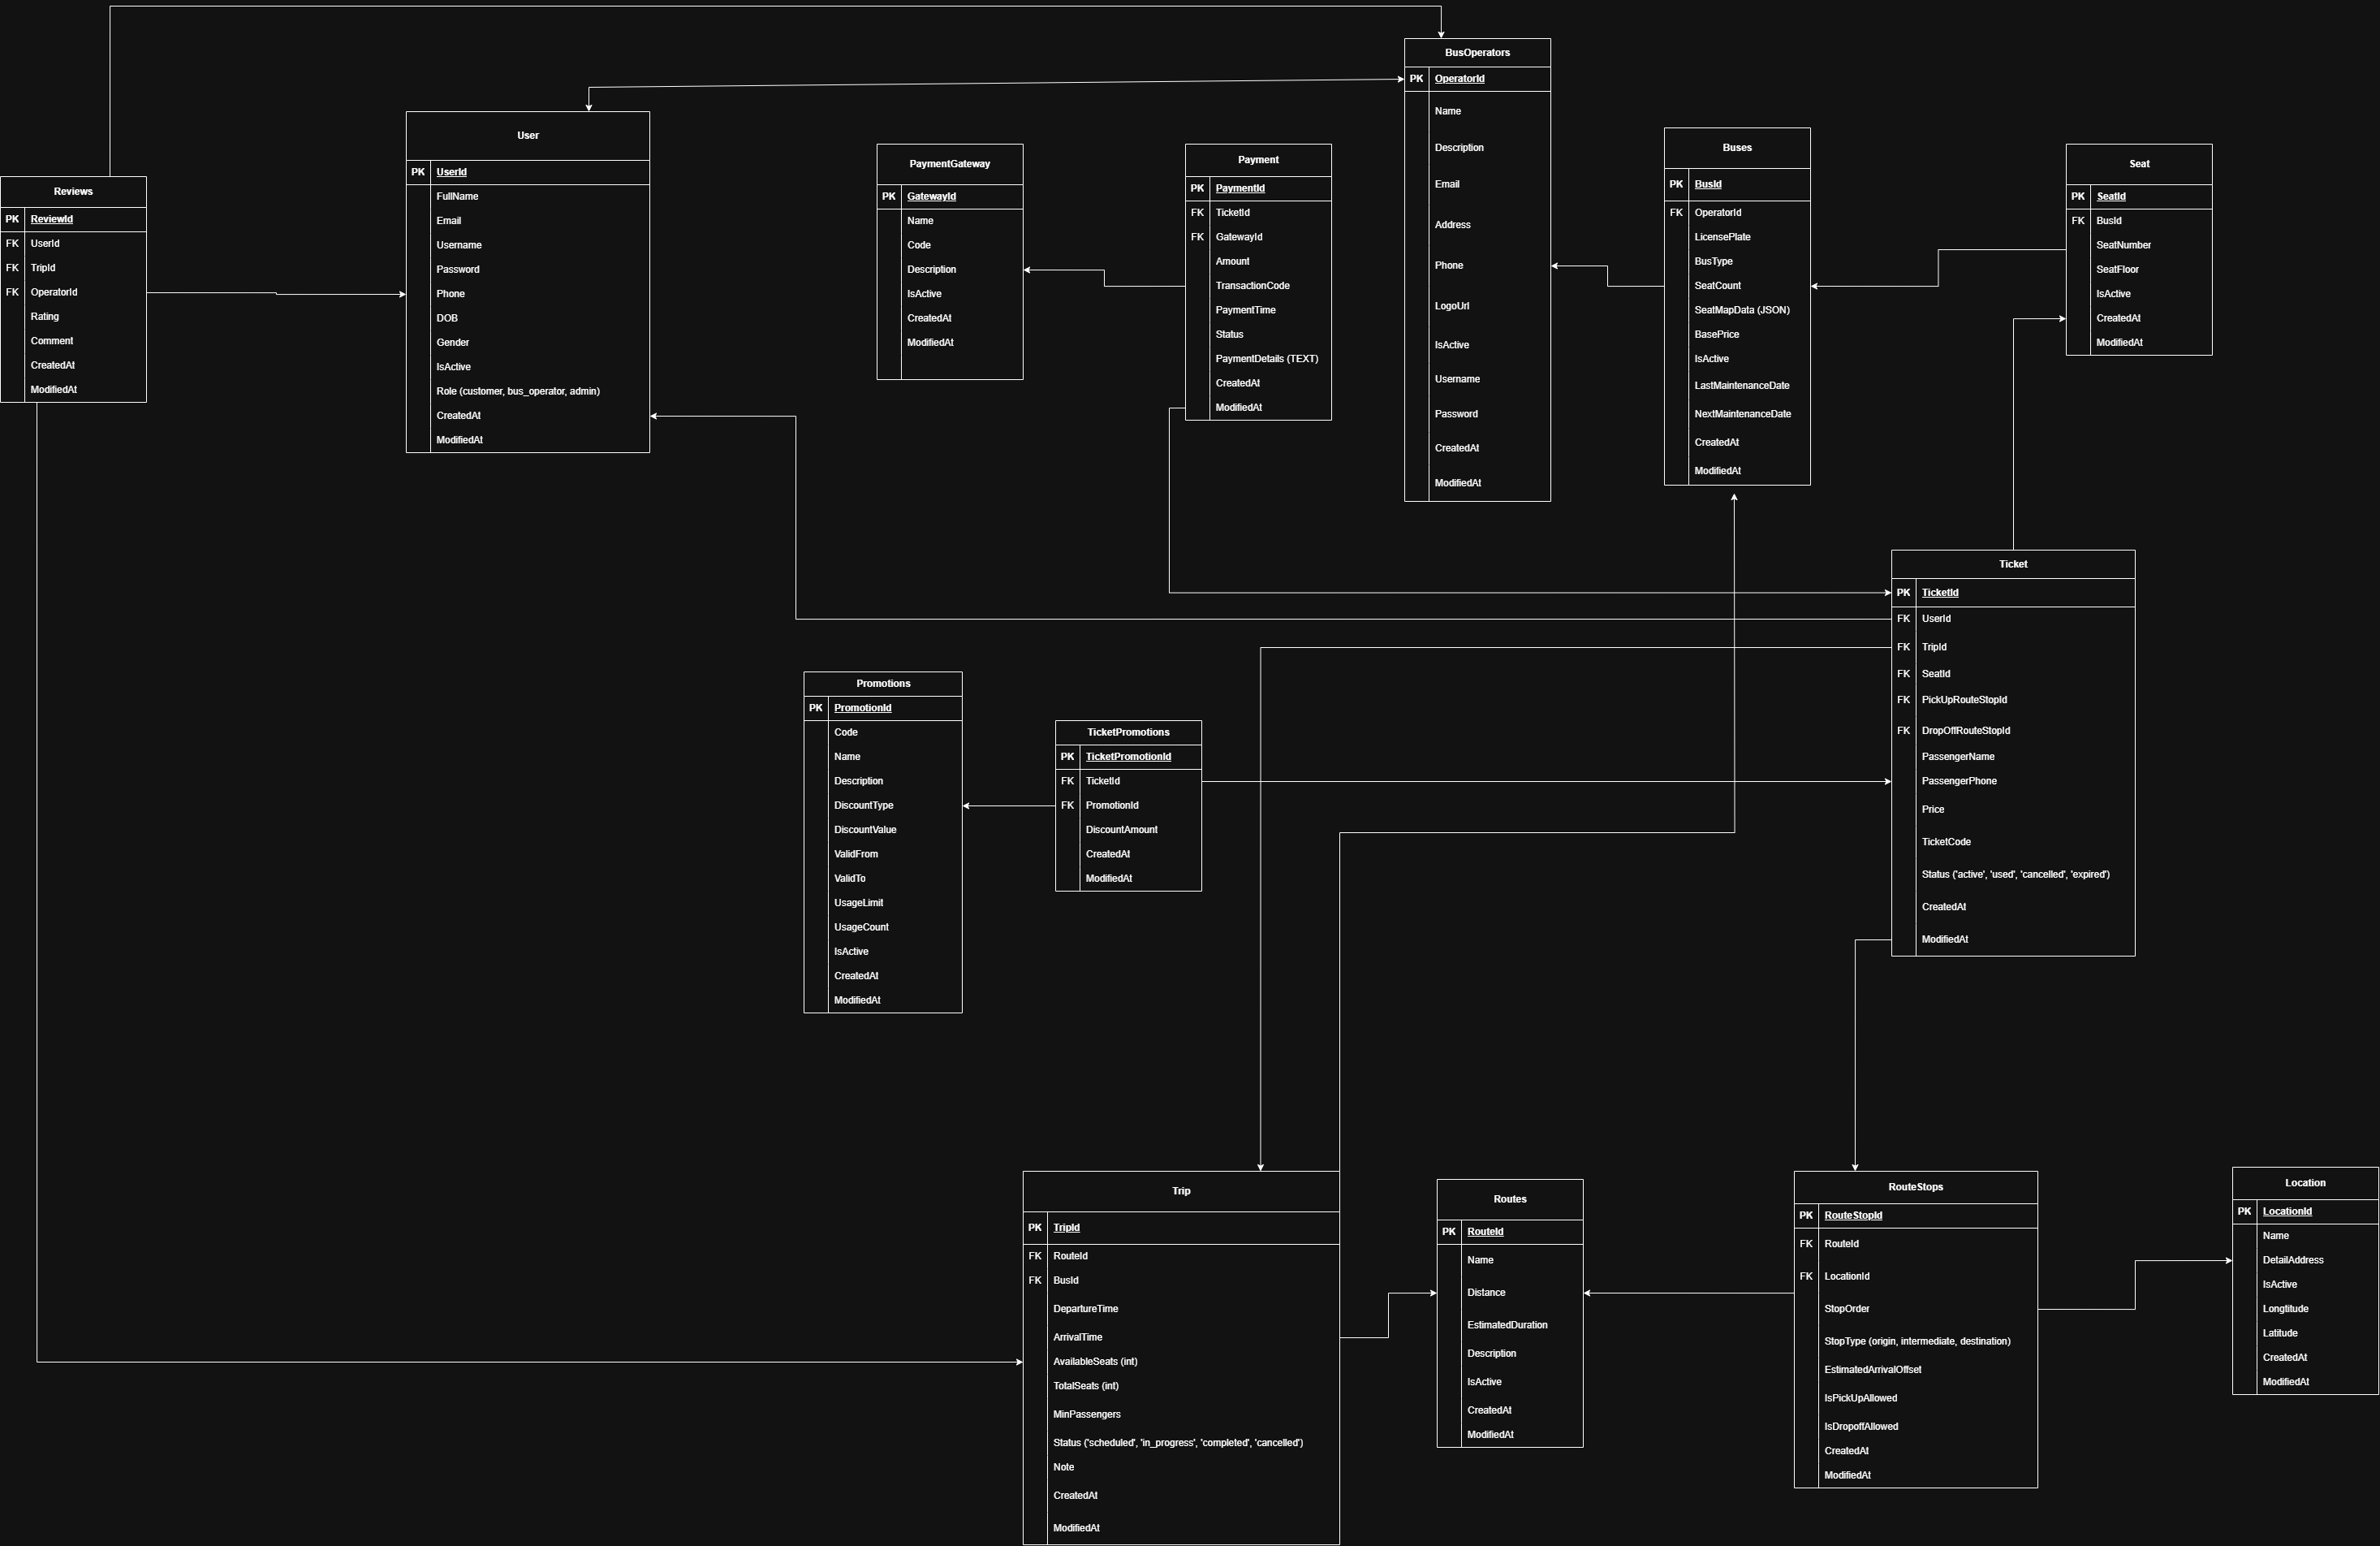 BusOperators
PK OperatorId
Name
Description
Email
Address
Phone
LogoUrl
IsActive
Username
Password
CreatedAt
ModifiedAt
User
PK UserId
FullName
Email
Username
Password
Phone
DOB
Gender
IsActive
Role (customer, bus_operator, admin)
CreatedAt
ModifiedAt
Reviews
PK ReviewId
FK UserId
FK TripId
FK OperatorId
Rating
Comment
CreatedAt
ModifiedAt
PaymentGateway
PK GatewayId
Name
Code
Description
IsActive
CreatedAt
ModifiedAt
Payment
PK PaymentId
FK TicketId
FK GatewayId
Amount
TransactionCode
PaymentTime
Status
PaymentDetails (TEXT)
CreatedAt
ModifiedAt
Buses
PK BusId
FK OperatorId
LicensePlate
BusType
SeatCount
SeatMapData (JSON)
BasePrice
IsActive
LastMaintenanceDate
NextMaintenanceDate
CreatedAt
ModifiedAt
Seat
PK SeatId
FK BusId
SeatNumber
SeatFloor
IsActive
CreatedAt
ModifiedAt
Ticket
PK TicketId
FK UserId
FK TripId
FK SeatId
FK PickUpRouteStopId
FK DropOffRouteStopId
PassengerName
PassengerPhone
Price
TicketCode
Status ('active', 'used', 'cancelled', 'expired')
CreatedAt
ModifiedAt
Promotions
PK PromotionId
Code
Name
Description
DiscountType
DiscountValue
ValidFrom
ValidTo
UsageLimit
UsageCount
IsActive
CreatedAt
ModifiedAt
TicketPromotions
PK TicketPromotionId
FK TicketId
FK PromotionId
DiscountAmount
CreatedAt
ModifiedAt
Trip
PK TripId
FK RouteId
FK BusId
DepartureTime
ArrivalTime
AvailableSeats (int)
TotalSeats (int)
MinPassengers
Status ('scheduled', 'in_progress', 'completed', 'cancelled')
Note
CreatedAt
ModifiedAt
Routes
PK RouteId
Name
Distance
EstimatedDuration
Description
IsActive
CreatedAt
ModifiedAt
RouteStops
PK RouteStopId
FK RouteId
FK LocationId
StopOrder
StopType (origin, intermediate, destination)
EstimatedArrivalOffset
IsPickUpAllowed
IsDropoffAllowed
CreatedAt
ModifiedAt
Location
PK LocationId
Name
DetailAddress
IsActive
Longtitude
Latitude
CreatedAt
ModifiedAt